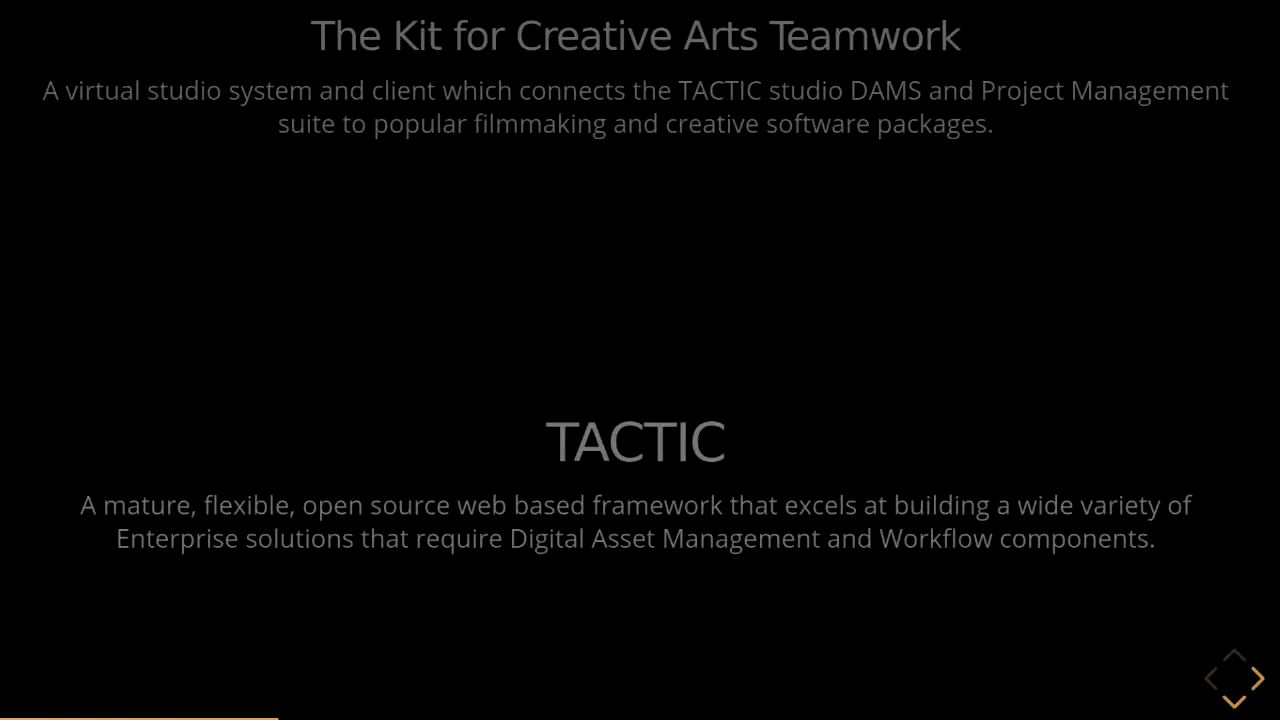 The Kit for Creative Arts Teamwork
A virtual studio system and client which connects the TACTIC studio DAMS and Project Management
suite to popular filmmaking and creative software packages.
TACTIC
A mature, flexible, open source web based framework that excels at building a wide variety of
Enterprise solutions that require Digital Asset Management and Workflow components.